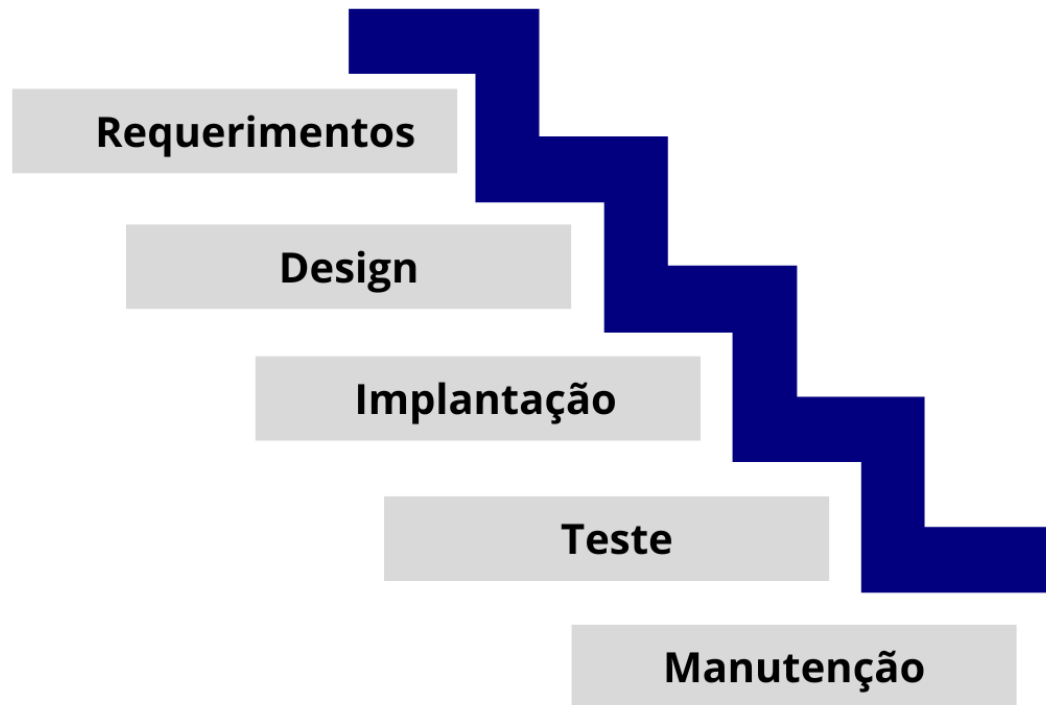 Requerimentos
Design
Implantação
Teste
Manutenção